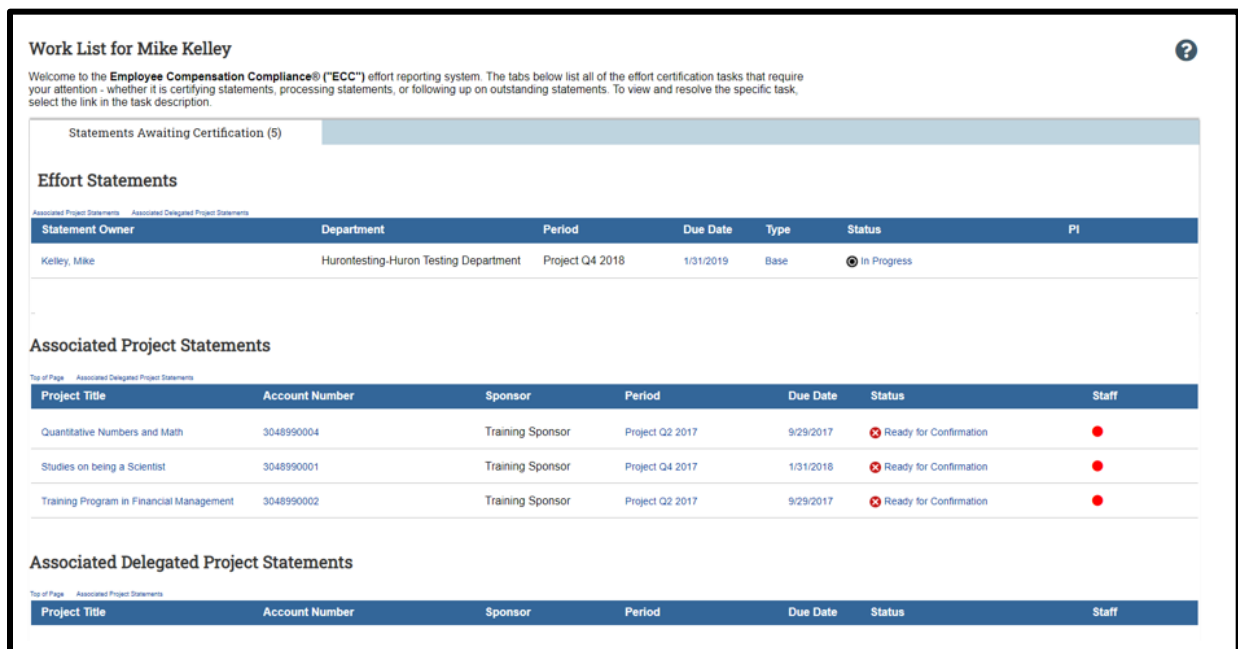 Work List for Mike Kelley
?
Welcome to the Employee Compensation Compliance® ("ECC") effort reporting system. The tabs below list all of the effort certification tasks that require
your attention - whether it is certifying statements, processing statements, or following up on outstanding statements. To view and resolve the specific task,
select the link in the task description.
Statements Awaiting Certification (5)
Effort Statements
Associated Project Statements Associated Delegated Project Statements
Statement Owner Department Period Due Date Type Status PI
Kelley, Mike Hurontesting-Huron Testing Department Project Q4 2018 1/31/2019 Base In Progress
Associated Project Statements
Top of Page Associated Delegated Project Statements
Project Title Account Number Sponsor Period Due Date Status Staff
Quantitative Numbers and Math 3048990004 Training Sponsor Project Q2 2017 9/29/2017 Ready for Confirmation
Studies on being a Scientist 3048990001 Training Sponsor Project Q4 2017 1/31/2018 Ready for Confirmation
Training Program in Financial Management 3048990002 Training Sponsor Project Q2 2017 9/29/2017 Ready for Confirmation
Associated Delegated Project Statements
Top of Page Associated Project Statements
Project Title Account Number Sponsor Period Due Date Status Staff